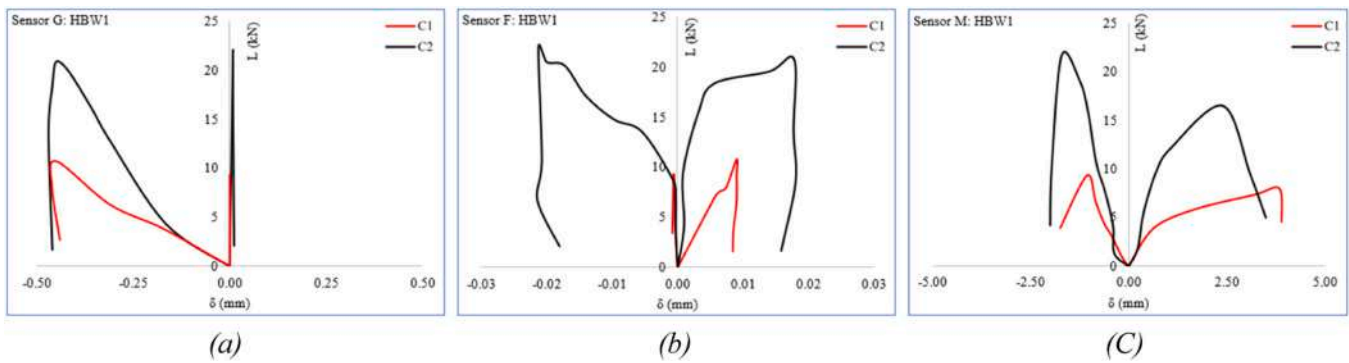 Sensor G: HBW1
L (kN)
C1
C2
25
20
15
10
5
0
-0.50
-0.25
0.00
0.25
0.50
δ (mm)
(a)
Sensor F: HBW1
L (kN)
C1
C2
25
20
15
10
5
0
-0.03
-0.02
-0.01
0.00
0.01
0.02
0.03
δ (mm)
(b)
Sensor M: HBW1
L (kN)
C1
C2
25
20
15
10
5
0
-5.00
-2.50
0.00
2.50
5.00
δ (mm)
(C)